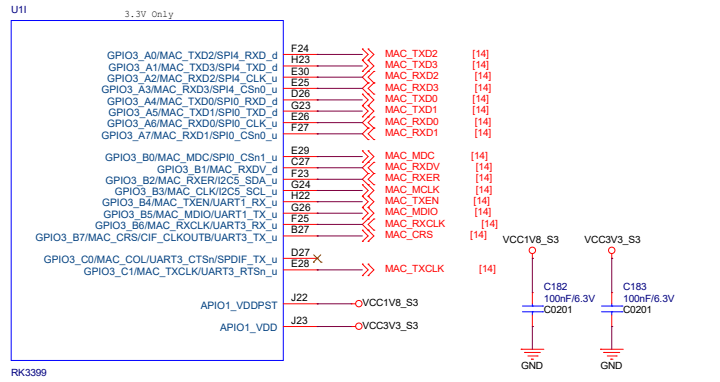 U1I
3.3V Only
GPIO3_A0/MAC_TXD2/SPI4_RXD_d F24 MAC_TXD2 [14]
GPIO3_A1/MAC_TXD3/SPI4_TXD_d H23 MAC_TXD3 [14]
GPIO3_A2/MAC_RXD2/SPI4_CLK_u E30 MAC_RXD2 [14]
GPIO3_A3/MAC_RXD3/SPI4_CSn0_u E25 MAC_RXD3 [14]
GPIO3_A4/MAC_TXD0/SPI0_RXD_d D26 MAC_TXD0 [14]
GPIO3_A5/MAC_TXD1/SPI0_TXD_d G23 MAC_TXD1 [14]
GPIO3_A6/MAC_RXD0/SPI0_CLK_u E26 MAC_RXD0 [14]
GPIO3_A7/MAC_RXD1/SPI0_CSn0_u F27 MAC_RXD1 [14]
GPIO3_B0/MAC_MDC/SPI0_CSn1_u E29 MAC_MDC [14]
GPIO3_B1/MAC_RXDV_d C27 MAC_RXDV [14]
GPIO3_B2/MAC_RXER/I2C5_SDA_u F23 MAC_RXER [14]
GPIO3_B3/MAC_CLK/I2C5_SCL_u G24 MAC_MCLK [14]
GPIO3_B4/MAC_TXEN/UART1_RX_u H22 MAC_TXEN [14]
GPIO3_B5/MAC_MDIO/UART1_TX_u G26 MAC_MDIO [14]
GPIO3_B6/MAC_RXCLK/UART3_RX_u F25 MAC_RXCLK [14]
GPIO3_B7/MAC_CRS/CIF_CLKOUTB/UART3_TX_u B27 MAC_CRS [14]
GPIO3_C0/MAC_COL/UART3_CTSn/SPDIF_TX_u D27
GPIO3_C1/MAC_TXCLK/UART3_RTSn_u E28 MAC_TXCLK [14]
APIO1_VDDPST J22 VCC1V8_S3
APIO1_VDD J23 VCC3V3_S3
RK3399
VCC1V8_S3 VCC3V3_S3
C182 C183
100nF/6.3V 100nF/6.3V
C0201 C0201
GND GND